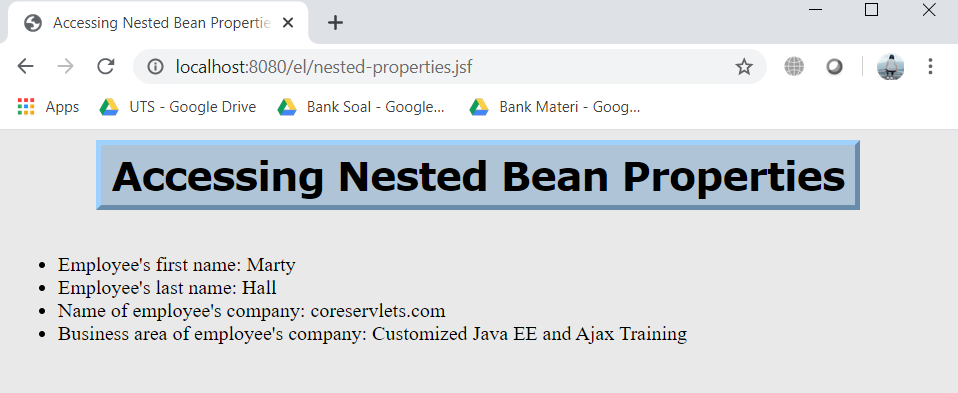 Accessing Nested Bean Propertie
localhost:8080/el/nested-properties.jsf
Apps UTS - Google Drive Bank Soal - Google... Bank Materi - Goog...
Accessing Nested Bean Properties
Employee's first name: Marty
Employee's last name: Hall
Name of employee's company: coreservlets.com
Business area of employee's company: Customized Java EE and Ajax Training